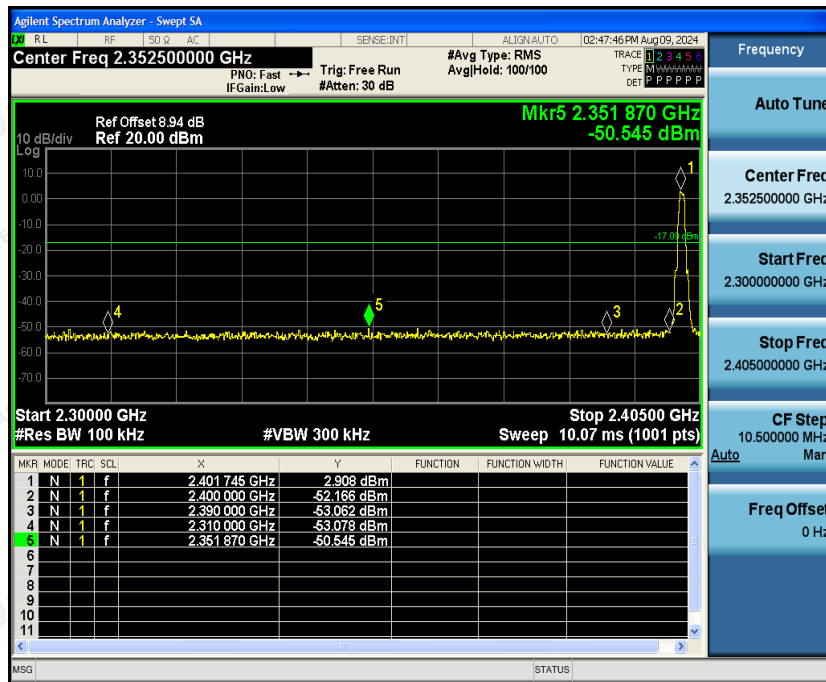 Agilent Spectrum Analyzer - Swept SA
LXI RL RF 50 Ω AC SENSE:INT ALIGN AUTO 02:47:46 PM Aug 09, 2024
Center Freq 2.352500000 GHz
#Avg Type: RMS
TRACE 1 2 3 4 5 6
PNO: Fast Trig: Free Run Avg|Hold: 100/100
TYPE M WWWWW
IFGain:Low #Atten: 30 dB
DET P P P P P P
Mkr5 2.351 870 GHz
-50.545 dBm
Ref Offset 8.94 dB
10 dB/div Ref 20.00 dBm
Log
10.0
0.00
-10.0
-20.0
-30.0
-40.0
-50.0
-60.0
-70.0
-17.09 dBm
1
2
3
4
5
Start 2.30000 GHz Stop 2.40500 GHz
#Res BW 100 kHz #VBW 300 kHz Sweep 10.07 ms (1001 pts)
MKR MODE TRC SCL X Y FUNCTION FUNCTION WIDTH FUNCTION VALUE
1 N 1 f 2.401 745 GHz 2.908 dBm
2 N 1 f 2.400 000 GHz -52.166 dBm
3 N 1 f 2.390 000 GHz -53.062 dBm
4 N 1 f 2.310 000 GHz -53.078 dBm
5 N 1 f 2.351 870 GHz -50.545 dBm
6
7
8
9
10
11
MSG STATUS
Frequency
Auto Tune
Center Freq
2.352500000 GHz
Start Freq
2.300000000 GHz
Stop Freq
2.405000000 GHz
CF Step
10.500000 MHz
Auto Man
Freq Offset
0 Hz